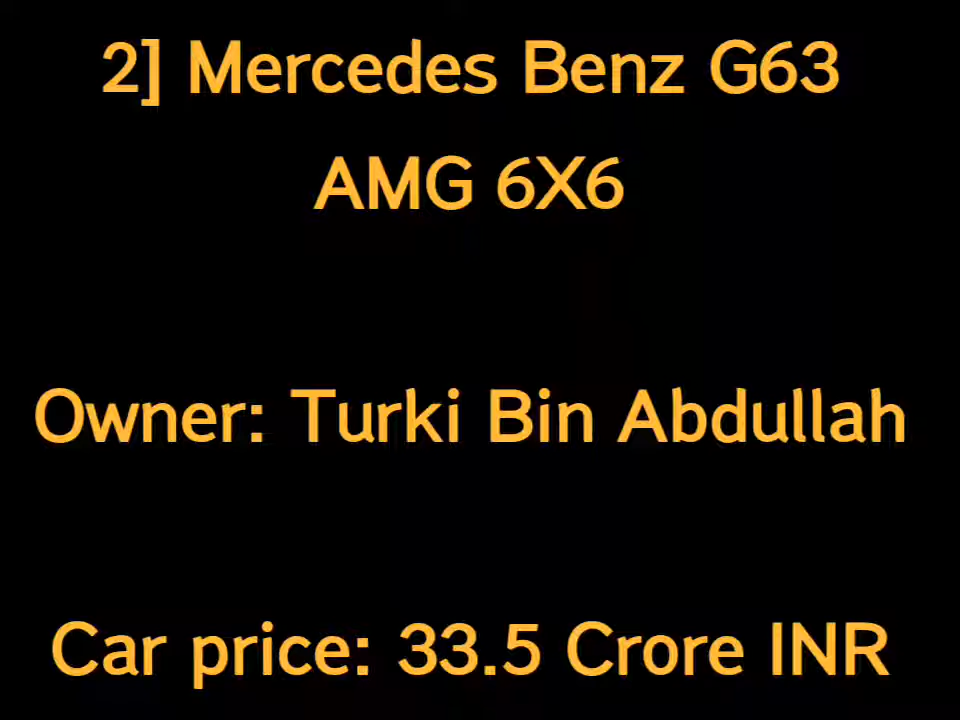 2] Mercedes Benz G63
AMG 6X6
Owner: Turki Bin Abdullah
Car price: 33.5 Crore INR